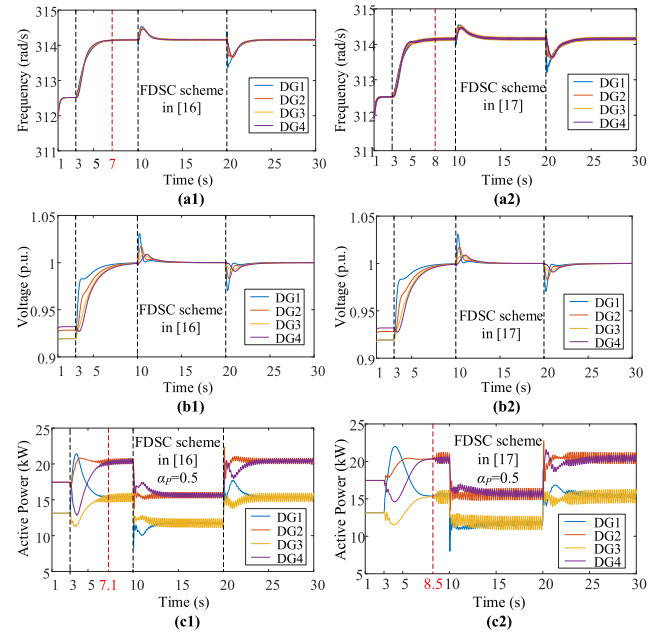 315
314
313
312
311
Frequency (rad/s)
FDSC scheme
in [16]
DG1
DG2
DG3
DG4
1 3 5 7 10 15 20 25 30
Time (s)
(a1)
315
314
313
312
311
Frequency (rad/s)
FDSC scheme
in [17]
DG1
DG2
DG3
DG4
1 3 5 8 10 15 20 25 30
Time (s)
(a2)
1.05
1
0.95
0.9
Voltage (p.u.)
FDSC scheme
in [16]
DG1
DG2
DG3
DG4
1 3 5 10 15 20 25 30
Time (s)
(b1)
1.05
1
0.95
0.9
Voltage (p.u.)
FDSC scheme
in [17]
DG1
DG2
DG3
DG4
1 3 5 10 15 20 25 30
Time (s)
(b2)
25
20
15
10
5
Active Power (kW)
FDSC scheme
in [16]
αP=0.5
DG1
DG2
DG3
DG4
1 3 5 7.1 10 15 20 25 30
Time (s)
(c1)
25
20
15
10
5
Active Power (kW)
FDSC scheme
in [17]
αP=0.5
DG1
DG2
DG3
DG4
1 3 5 8.5 10 15 20 25 30
Time (s)
(c2)